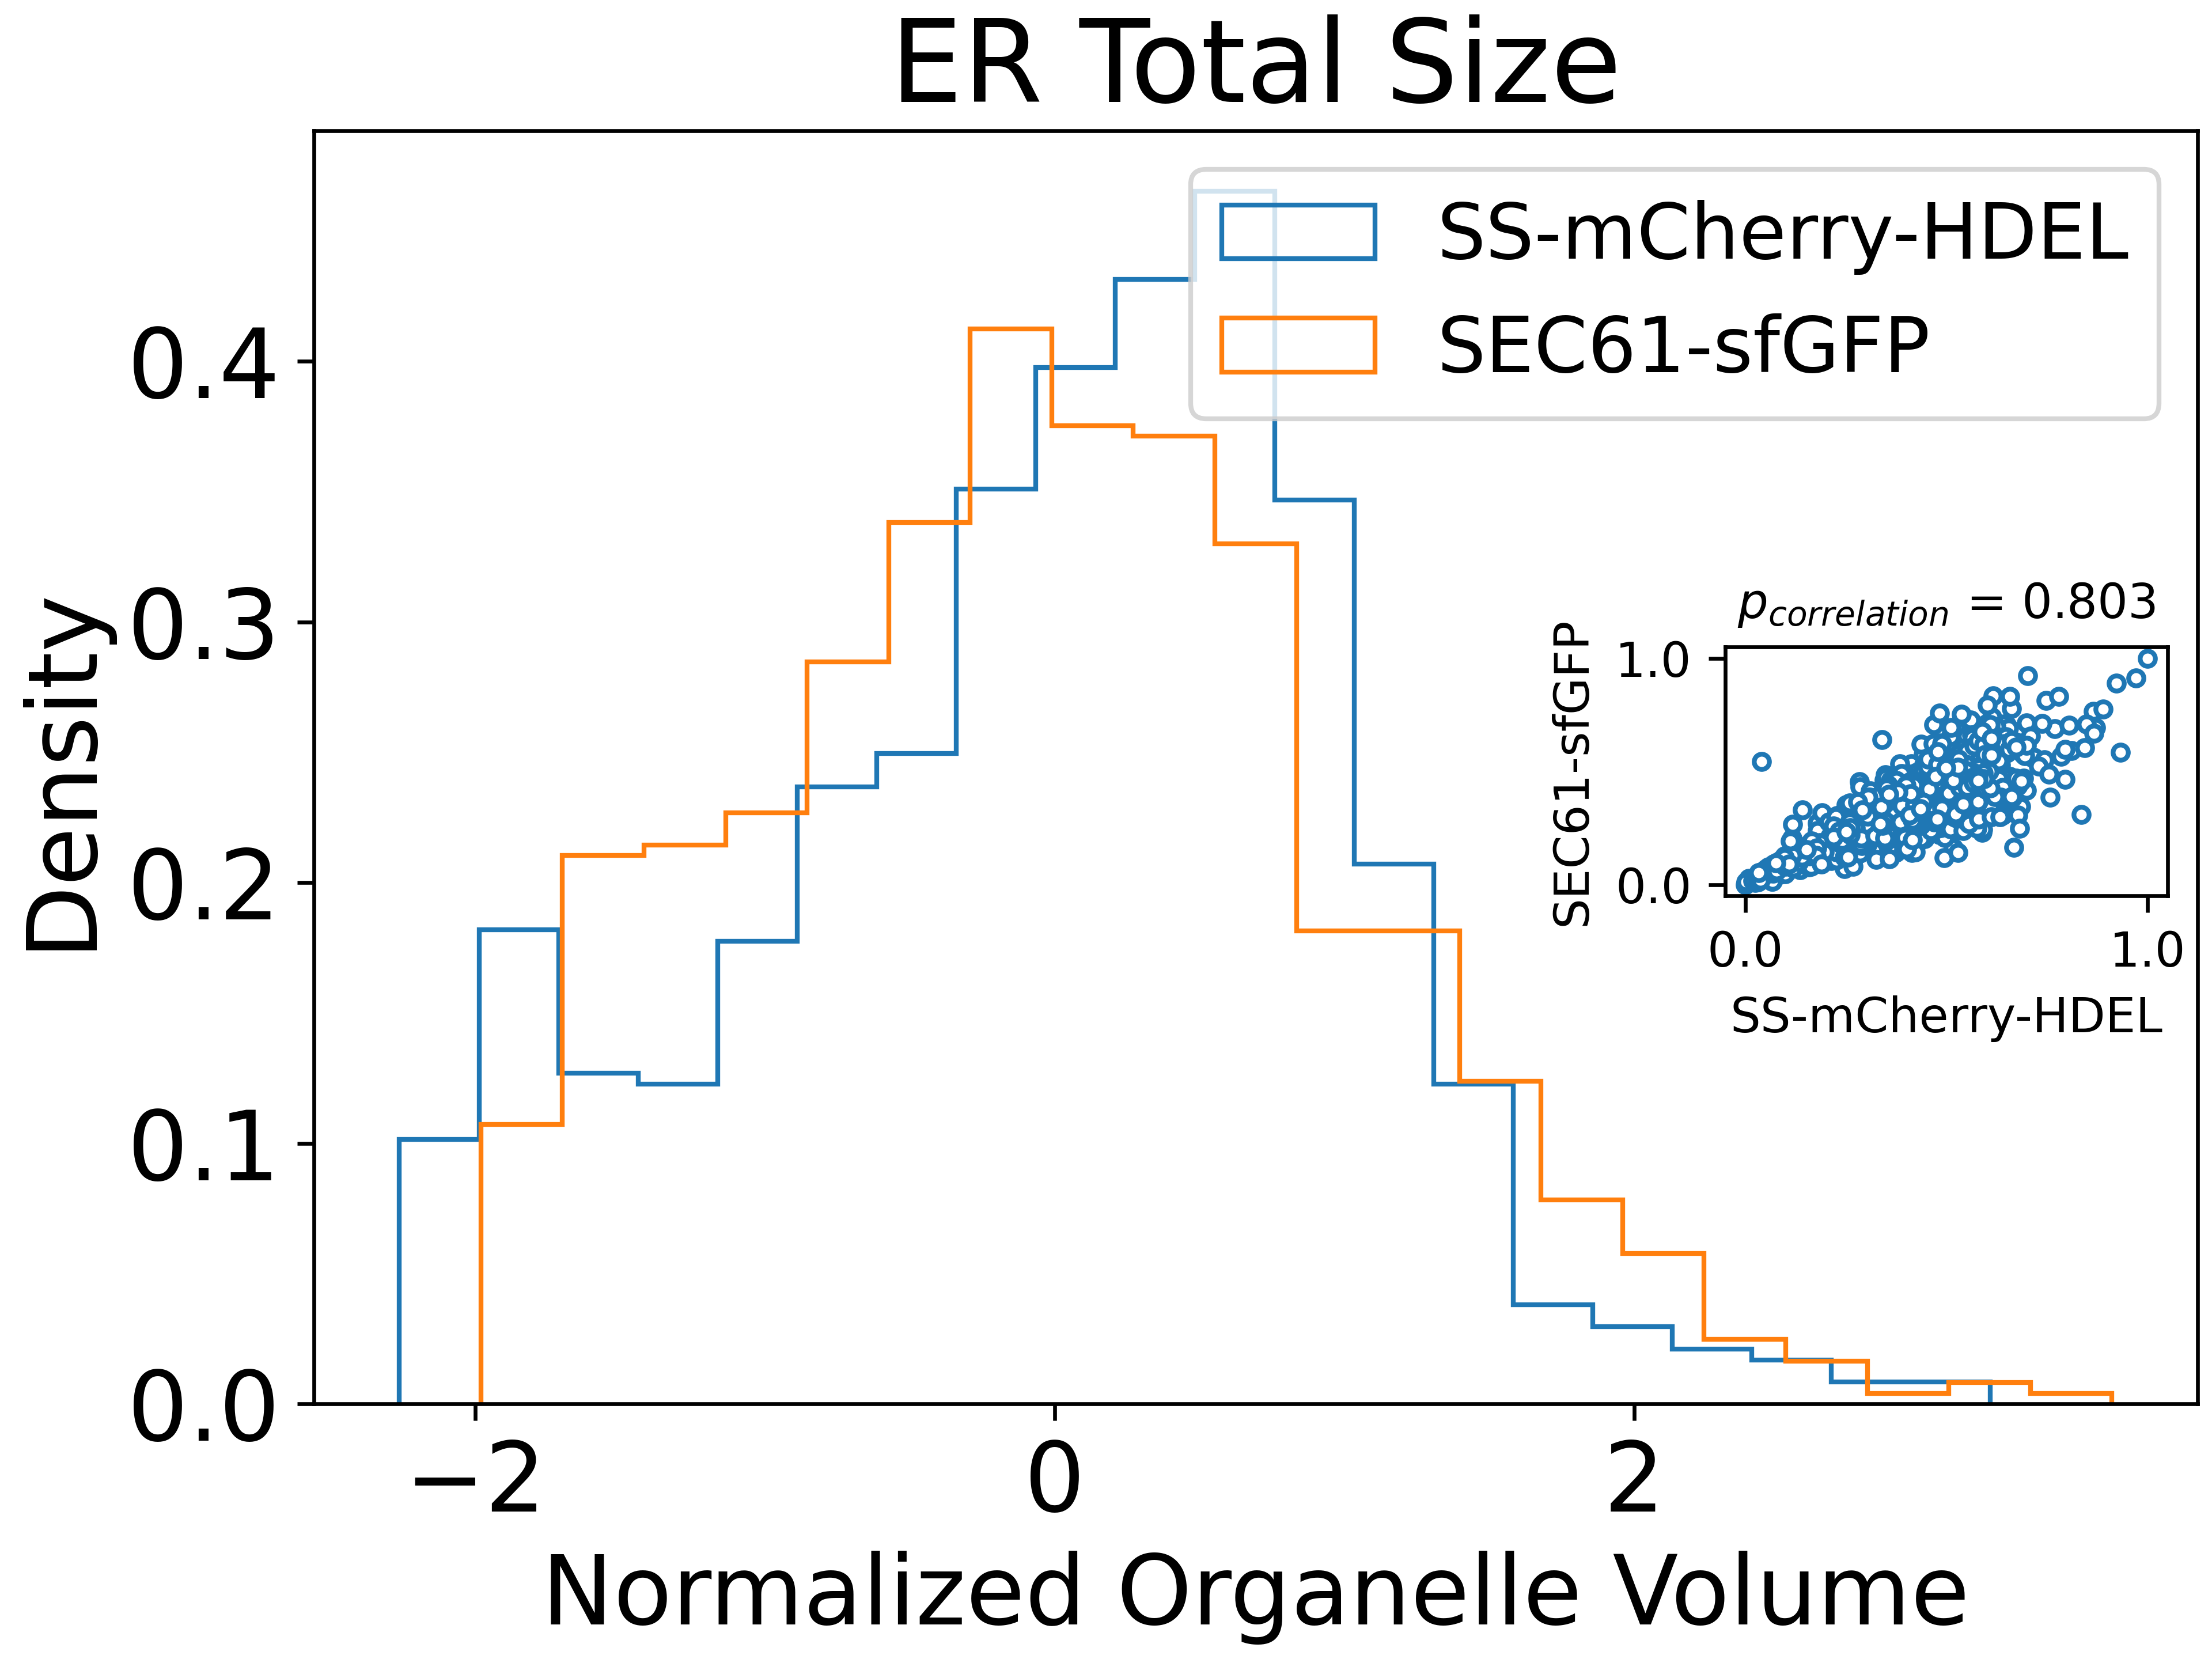 ER Total Size
SS-mCherry-HDEL
SEC61-sfGFP
Density
0.4
0.3
0.2
0.1
0.0
−2
0
2
Normalized Organelle Volume
p_correlation = 0.803
SEC61-sfGFP
1.0
0.0
0.0
1.0
SS-mCherry-HDEL